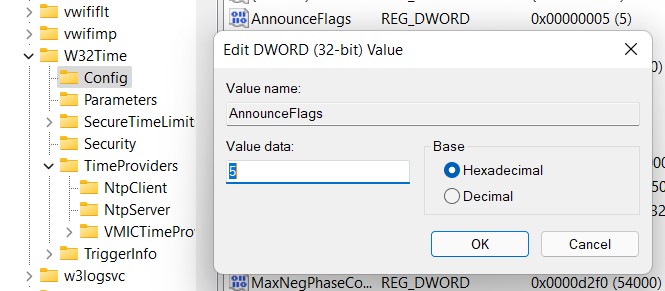 vwififlt
vwifimp
W32Time
Config
Parameters
SecureTimeLimit
Security
TimeProviders
NtpClient
NtpServer
VMICTimePro
TriggerInfo
w3logsvc
AnnounceFlags REG_DWORD 0x00000005 (5)
Edit DWORD (32-bit) Value
Value name:
AnnounceFlags
Value data:
5
Base
Hexadecimal
Decimal
OK
Cancel
MaxNegPhaseCo... REG_DWORD 0x0000d2f0 (54000)